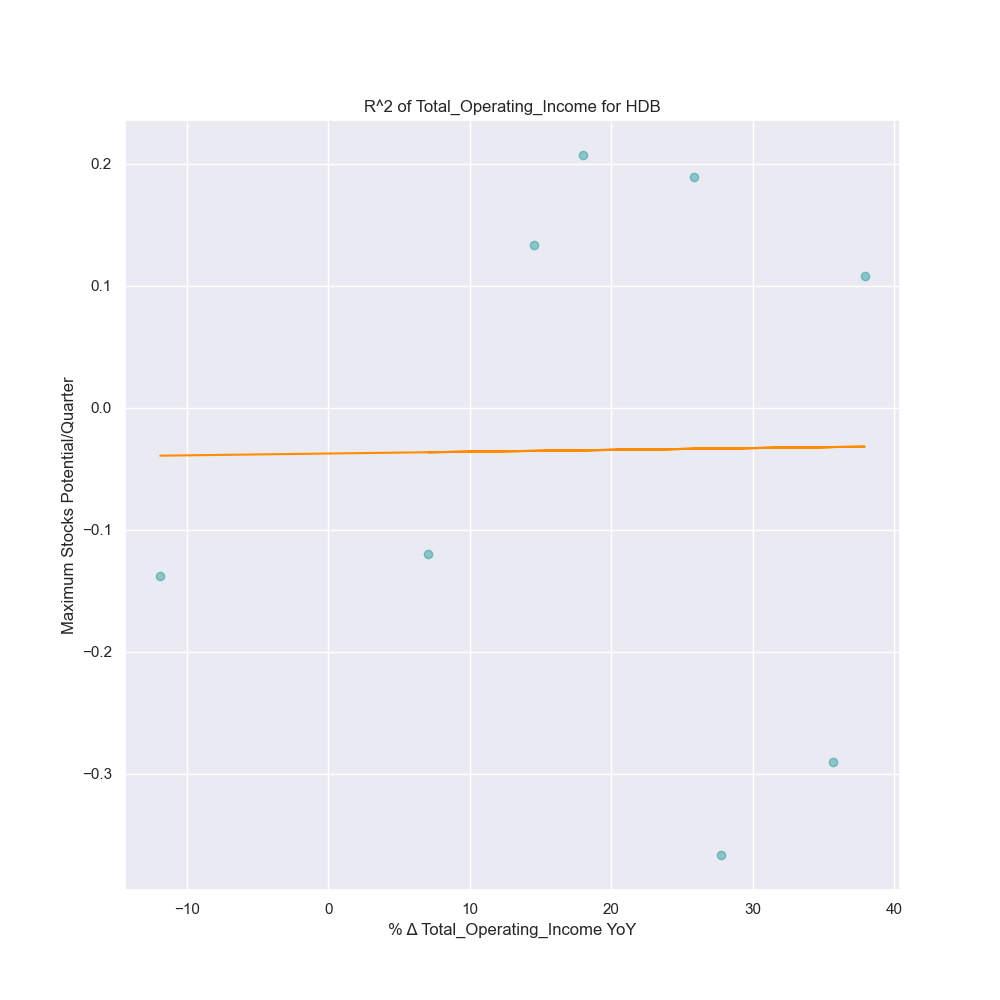 R^2 of Total_Operating_Income for HDB
Maximum Stocks Potential/Quarter
0.2
0.1
0.0
−0.1
−0.2
−0.3
−10 0 10 20 30 40
% Δ Total_Operating_Income YoY